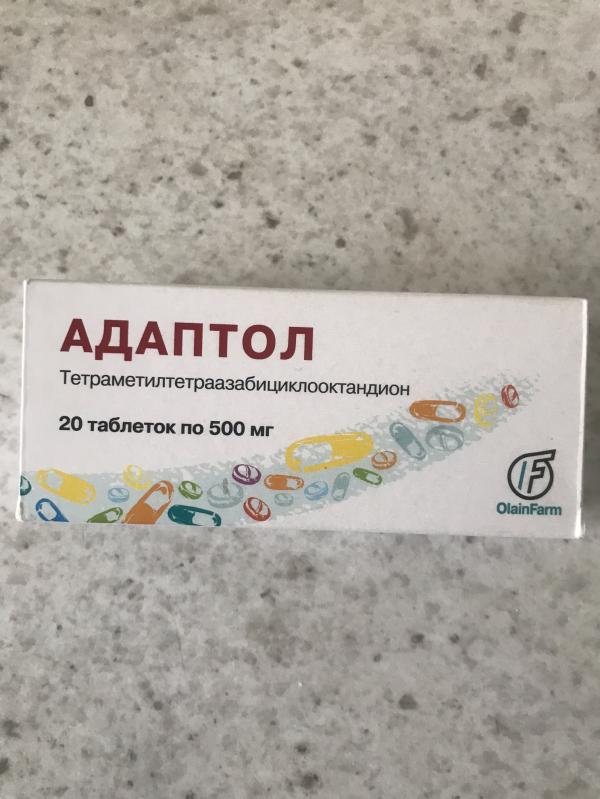 АДАПТОЛ
Тетраметилтетраазабициклооктандион
20 таблеток по 500 мг
OlainFarm